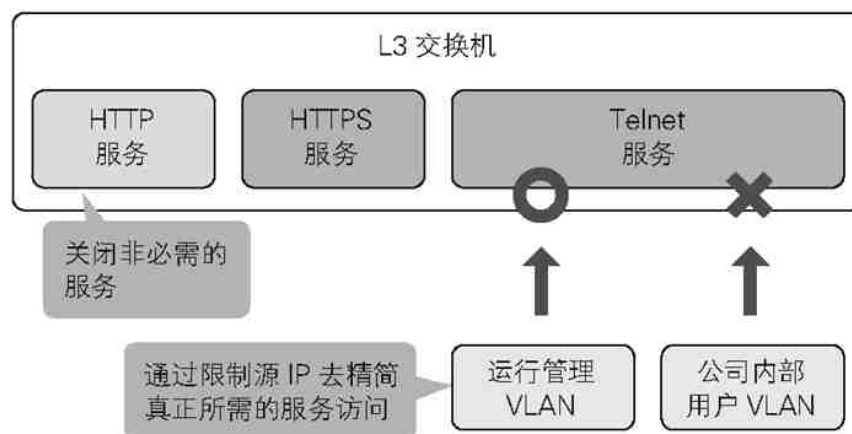 L3 交换机
HTTP
服务
HTTPS
服务
Telnet
服务
关闭非必需的
服务
通过限制源 IP 去精简
真正所需的服务访问
运行管理
VLAN
公司内部
用户 VLAN